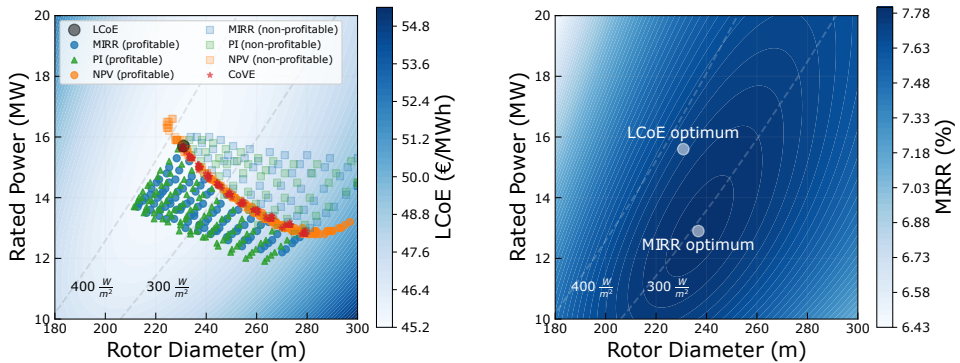 20
18
16
14
12
10
180
220
240
260
280
300
Rated Power (MW)
Rotor Diameter (m)
LCoE
MIRR (profitable)
PI (profitable)
NPV (profitable)
MIRR (non-profitable)
PI (non-profitable)
NPV (non-profitable)
CoVE
400 W/m²
300 W/m²
54.4
52.8
51.2
50.0
48.8
47.6
46.4
45.2
LCoE (€/MWh)
20
18
16
14
12
10
180
200
220
240
260
280
300
Rated Power (MW)
Rotor Diameter (m)
LCoE optimum
MIRR optimum
400 W/m²
300 W/m²
7.78
7.63
7.48
7.33
7.18
7.03
6.88
6.73
6.58
6.43
MIRR (%)